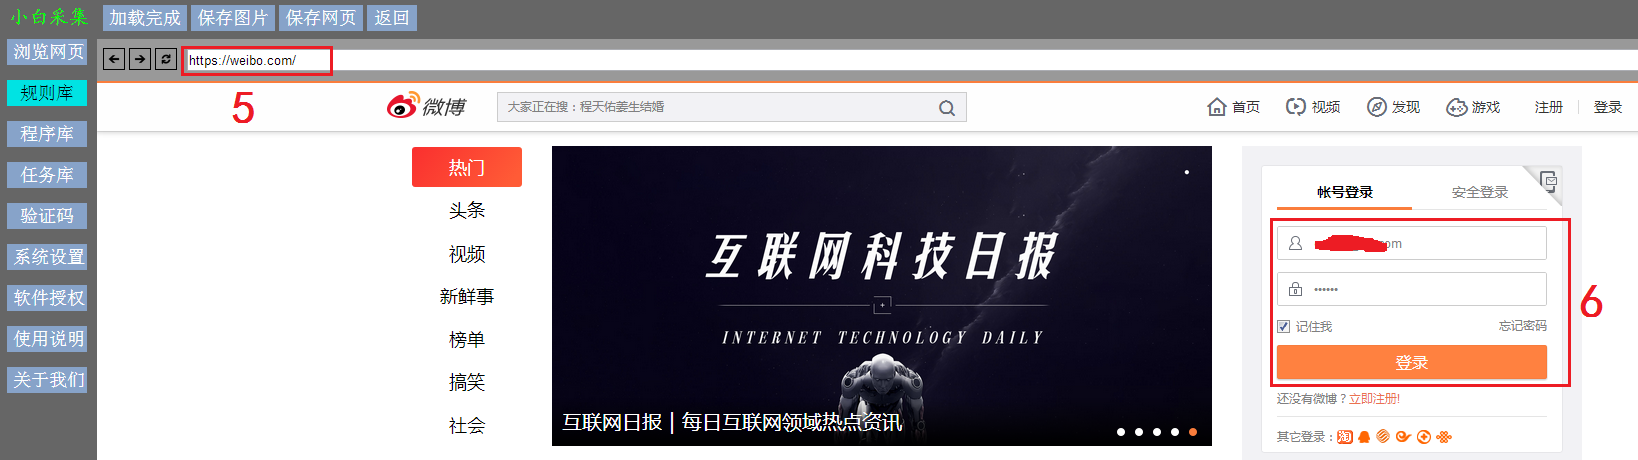 小白采集 加载完成 保存图片 保存网页 返回
浏览网页
https://weibo.com/
规则库
5
微博 大家正在搜：程天佑姜生结婚 首页 视频 发现 游戏 注册 登录
程序库
任务库
验证码
系统设置
软件授权
使用说明
关于我们
热门
头条
视频
新鲜事
榜单
搞笑
社会
互联网科技日报
INTERNET TECHNOLOGY DAILY
互联网日报 | 每日互联网领域热点资讯
帐号登录 安全登录
om
••••••
6
记住我 忘记密码
登录
还没有微博？立即注册!
其它登录： 淘